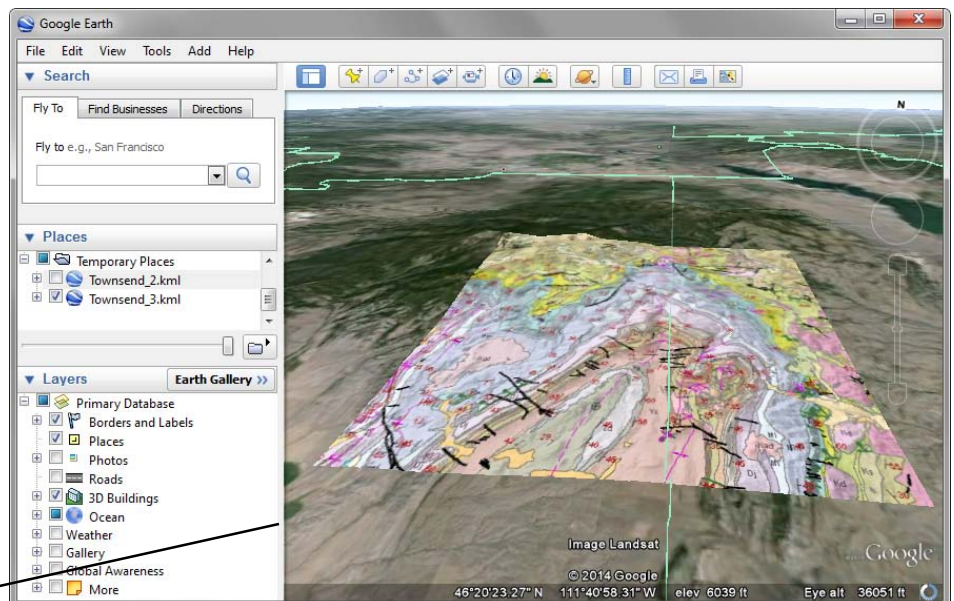 Google Earth
File Edit View Tools Add Help
Search
Fly To Find Businesses Directions
Fly to e.g., San Francisco
Places
Temporary Places
Townsend_2.kml
Townsend_3.kml
Layers
Earth Gallery >>
Primary Database
Borders and Labels
Places
Photos
Roads
3D Buildings
Ocean
Weather
Gallery
Global Awareness
More
N
Image Landsat
© 2014 Google
Google
46°20'23.27" N 111°40'58.31" W elev 6039 ft Eye alt 36051 ft